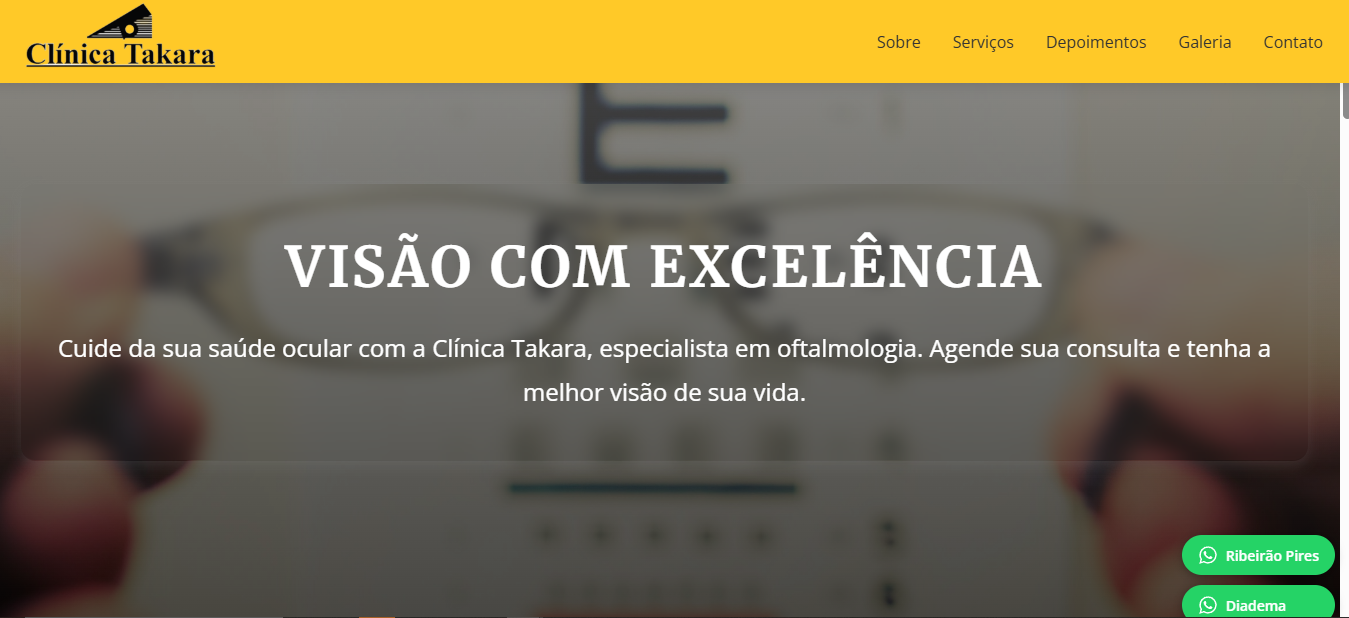 Clínica Takara
Sobre Serviços Depoimentos Galeria Contato
E
VISÃO COM EXCELÊNCIA
Cuide da sua saúde ocular com a Clínica Takara, especialista em oftalmologia. Agende sua consulta e tenha a
melhor visão de sua vida.
Ribeirão Pires
Diadema